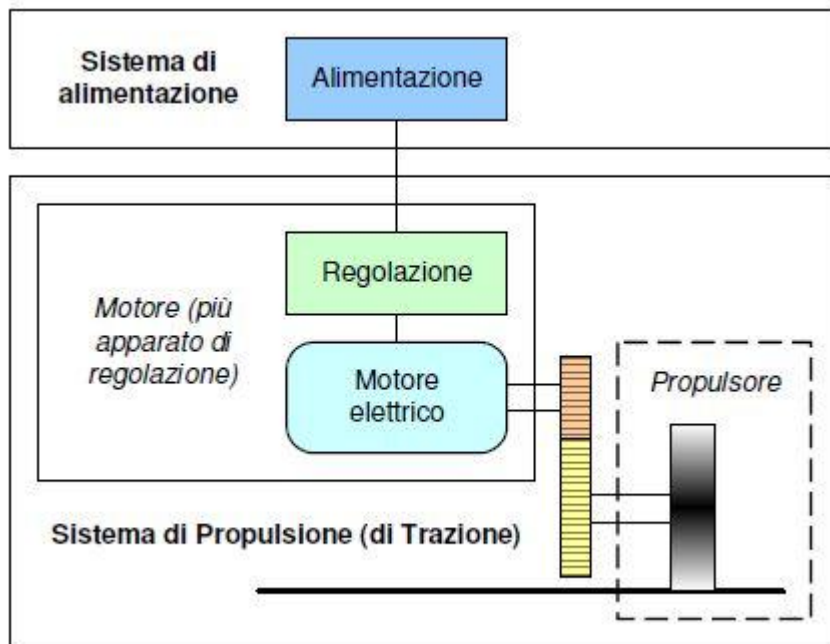 Sistema di
alimentazione
Alimentazione
Regolazione
Motore (più
apparato di
regolazione)
Motore
elettrico
Propulsore
Sistema di Propulsione (di Trazione)